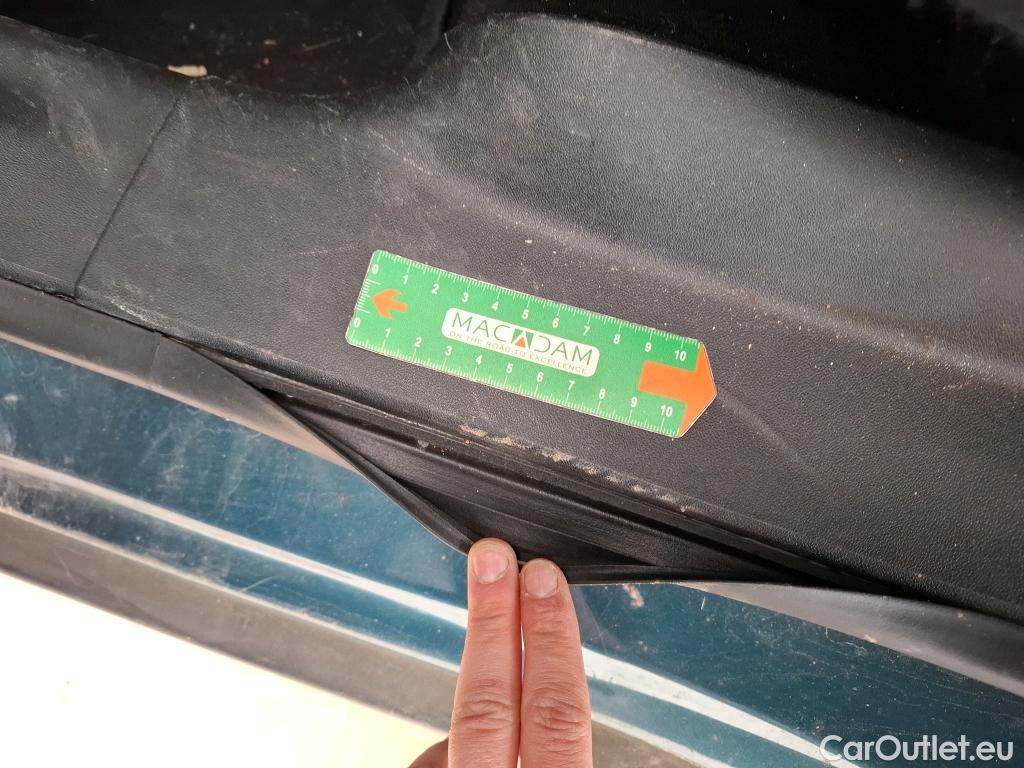 0 1 2 3 4 5 6 7 8 9 10
MACADAM
ON THE ROAD TO EXCELLENCE
0 1 2 3 4 5 6 7 8 9 10
CarOutlet.eu